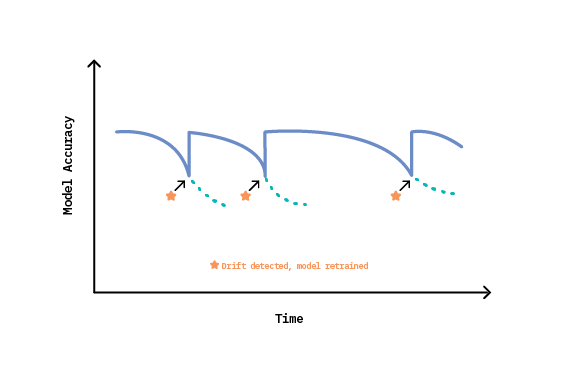 Model Accuracy
Drift detected, model retrained
Time